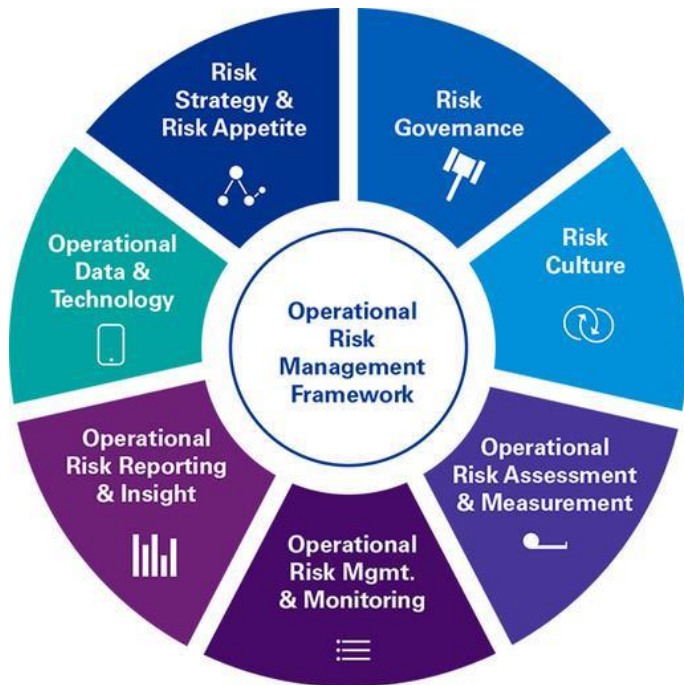 Risk
Strategy &
Risk Appetite
Risk
Governance
Risk
Culture
Operational
Risk Assessment
& Measurement
Operational
Risk Mgmt.
& Monitoring
Operational
Risk Reporting
& Insight
Operational
Data &
Technology
Operational
Risk
Management
Framework